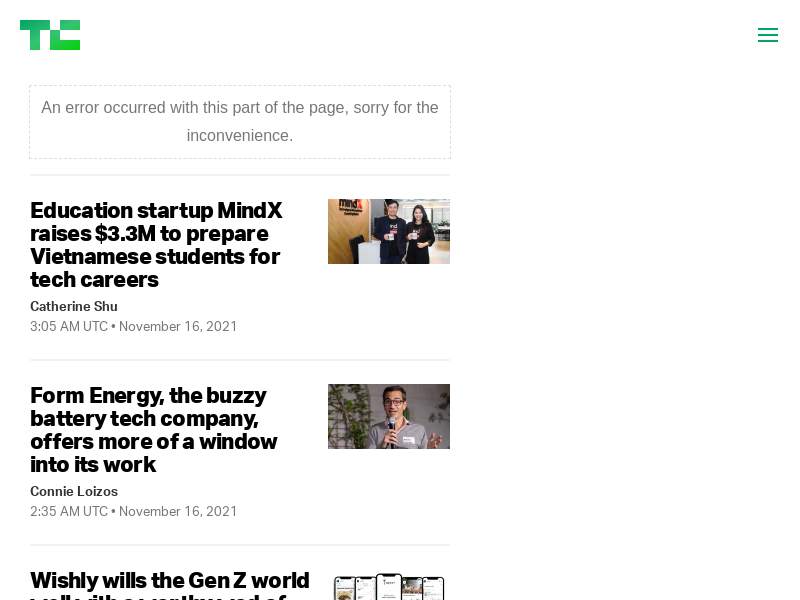 TC
An error occurred with this part of the page, sorry for the
inconvenience.
Education startup MindX
raises $3.3M to prepare
Vietnamese students for
tech careers
Catherine Shu
3:05 AM UTC • November 16, 2021
Form Energy, the buzzy
battery tech company,
offers more of a window
into its work
Connie Loizos
2:35 AM UTC • November 16, 2021
Wishly wills the Gen Z world